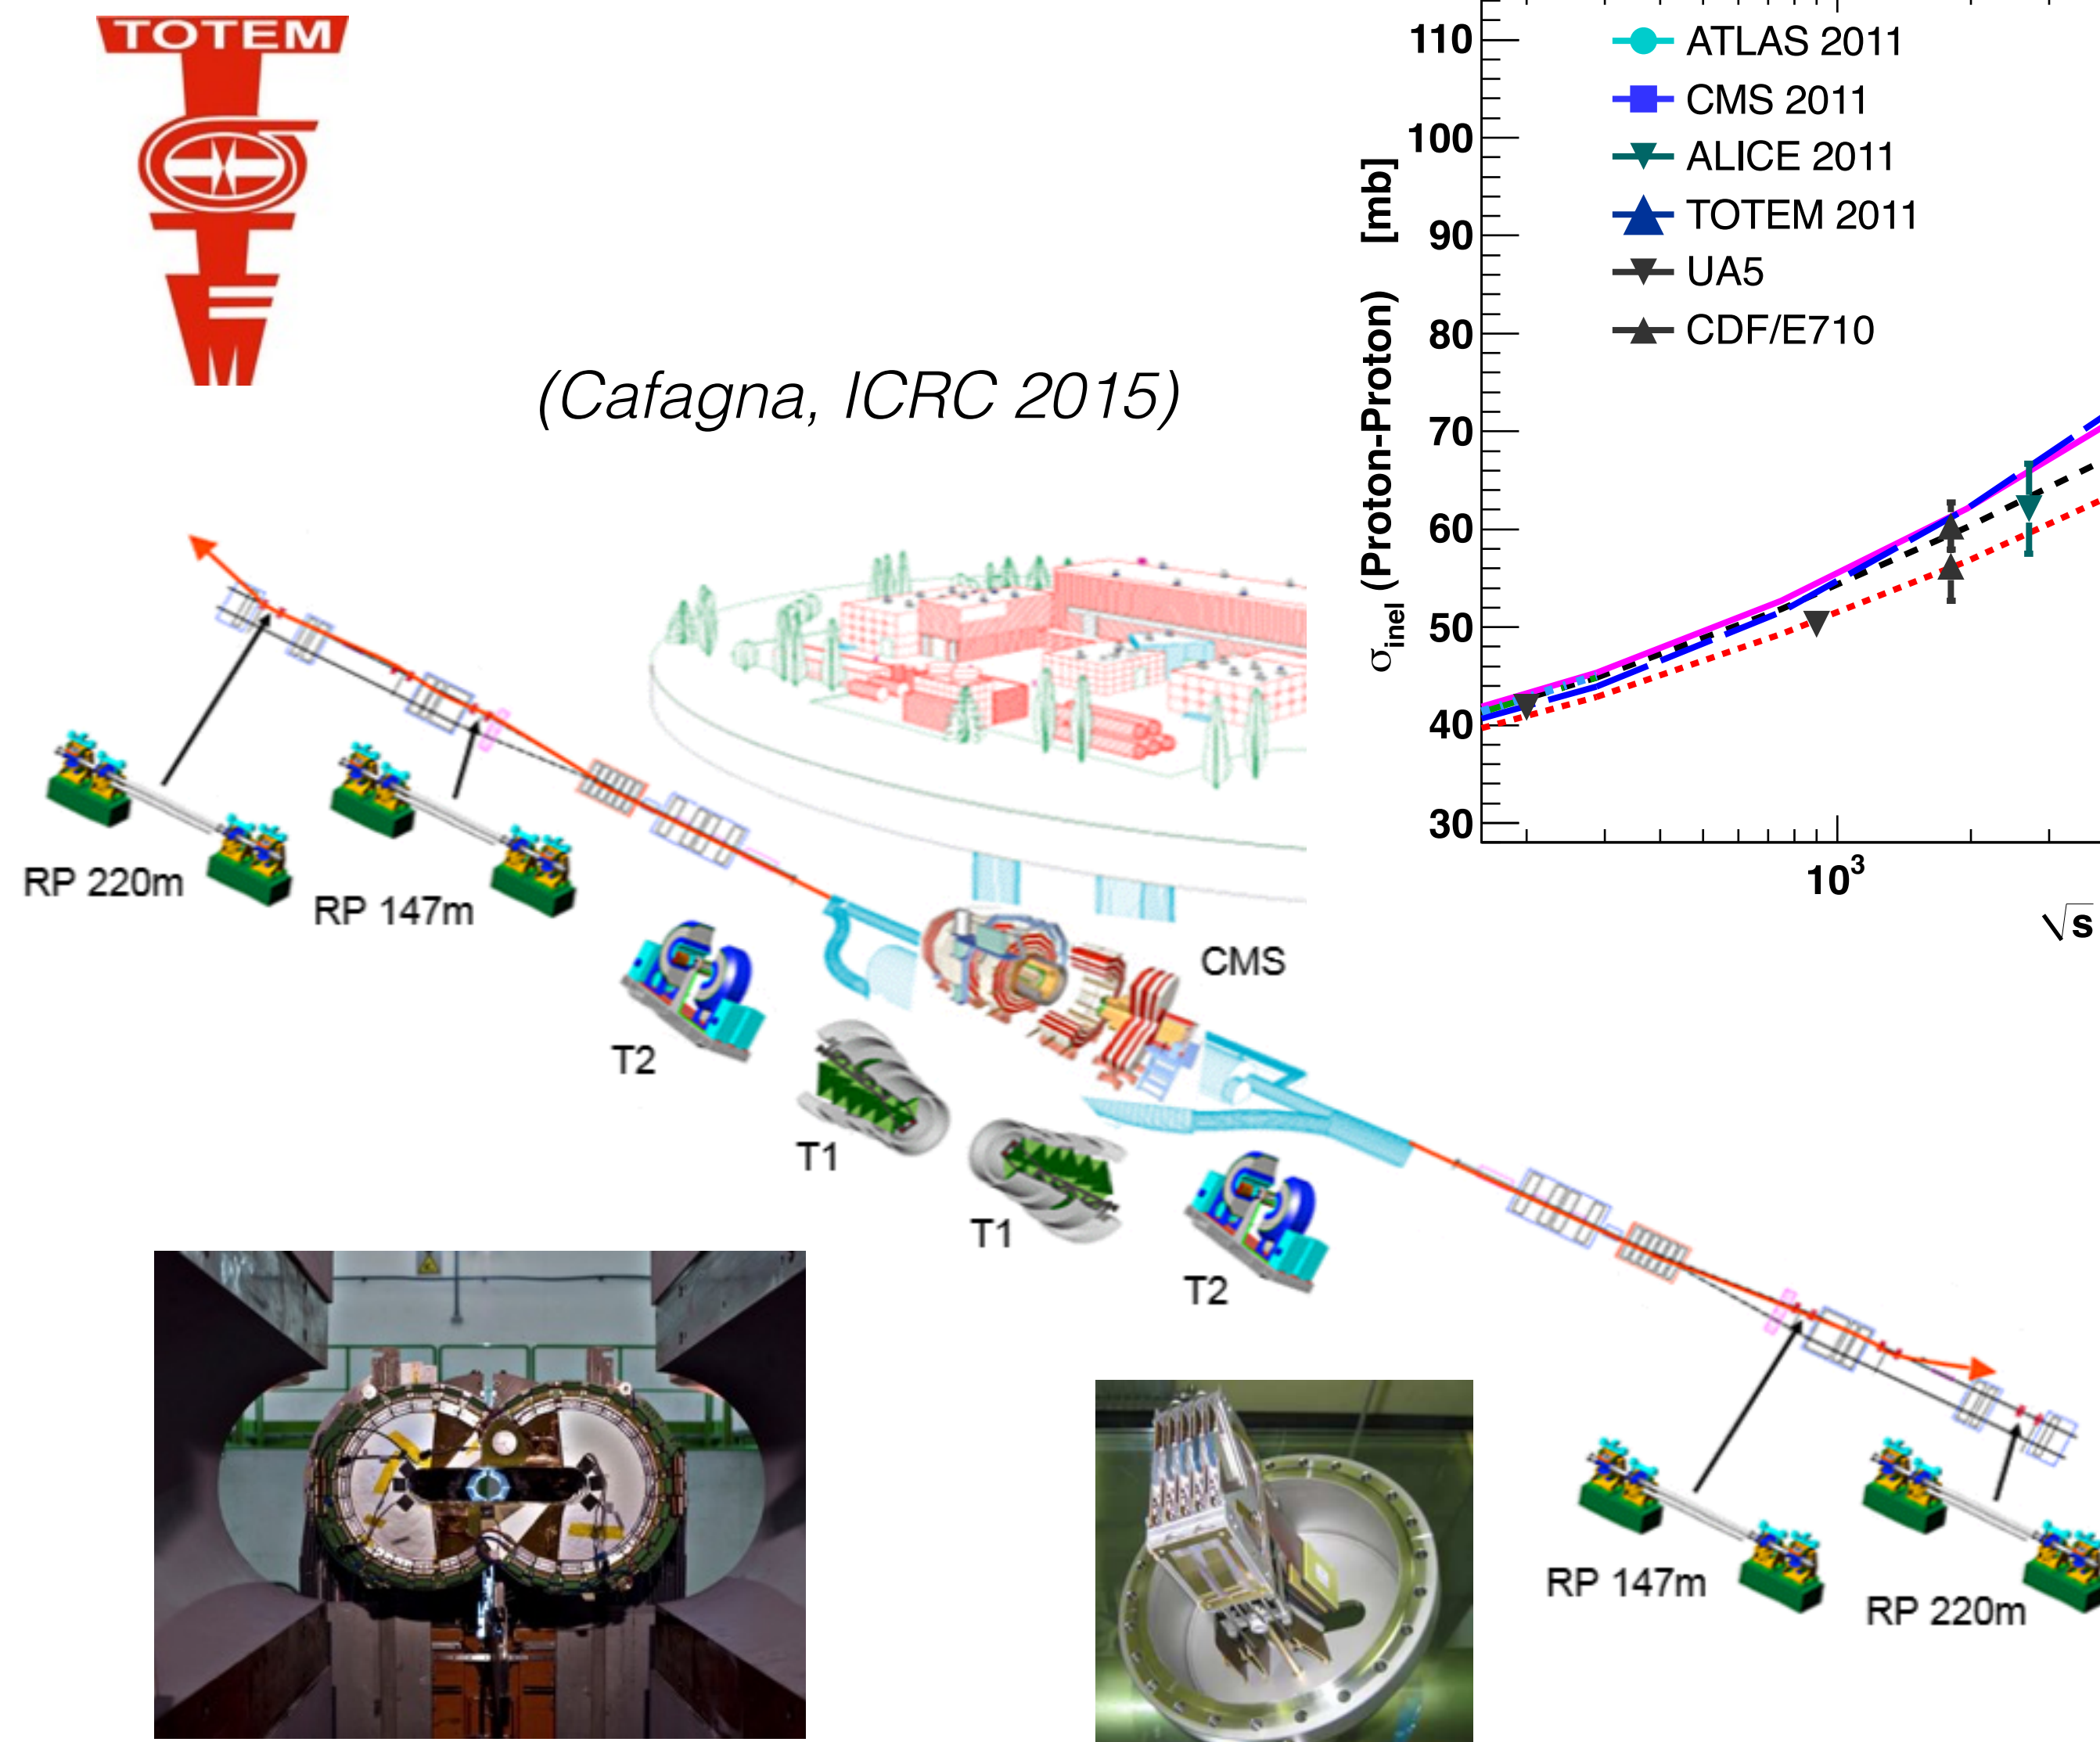 TOTEM
TOTEM
(Cafagna, ICRC 2015)
110
100
90
80
70
60
50
40
30
σinel (Proton-Proton) [mb]
ATLAS 2011
CMS 2011
ALICE 2011
TOTEM 2011
UA5
CDF/E710
10³
√s
RP 220m
RP 147m
CMS
T2
T1
T1
T2
RP 147m
RP 220m